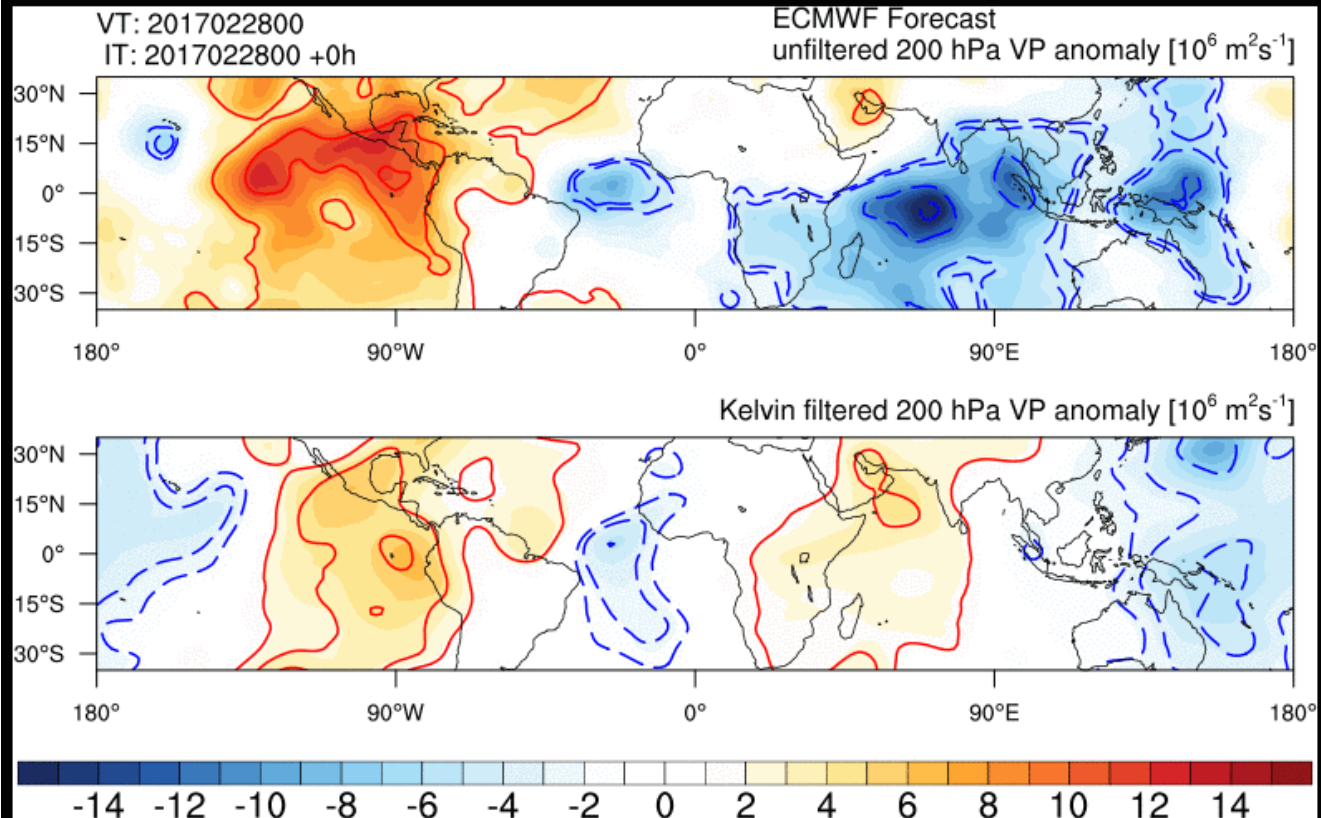 VT: 2017022800
IT: 2017022800 +0h
ECMWF Forecast
unfiltered 200 hPa VP anomaly [10⁶ m²s⁻¹]
30°N
15°N
0°
15°S
30°S
180° 90°W 0° 90°E 180°
Kelvin filtered 200 hPa VP anomaly [10⁶ m²s⁻¹]
30°N
15°N
0°
15°S
30°S
180° 90°W 0° 90°E 180°
-14 -12 -10 -8 -6 -4 -2 0 2 4 6 8 10 12 14